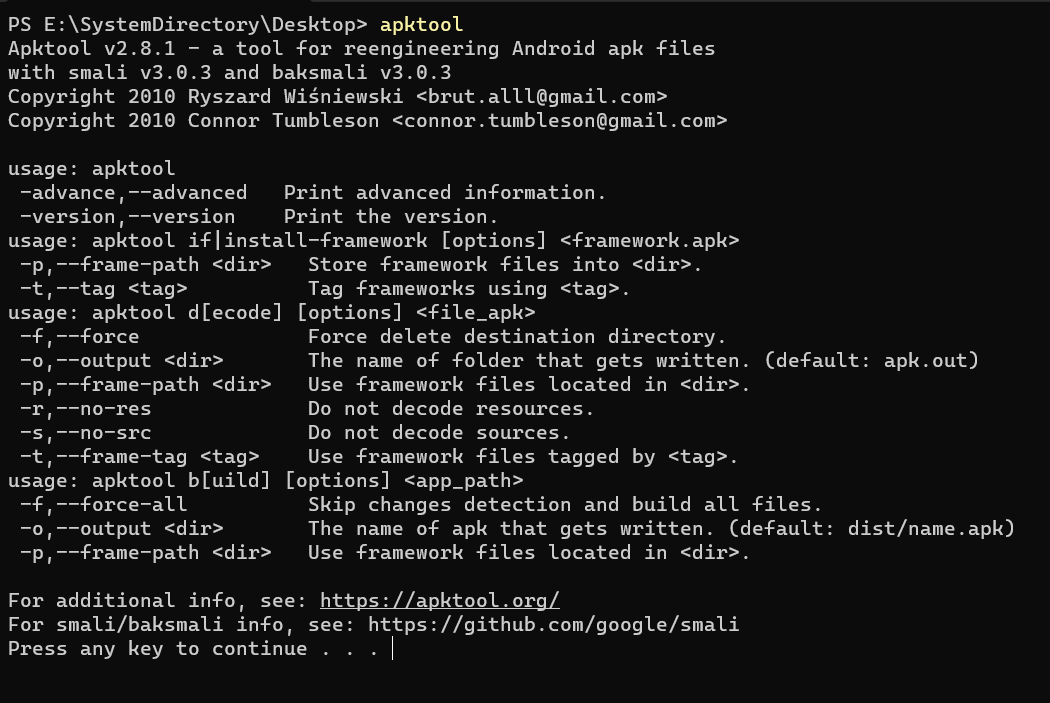 PS E:\SystemDirectory\Desktop> apktool
Apktool v2.8.1 - a tool for reengineering Android apk files
with smali v3.0.3 and baksmali v3.0.3
Copyright 2010 Ryszard Wiśniewski <brut.alll@gmail.com>
Copyright 2010 Connor Tumbleson <connor.tumbleson@gmail.com>

usage: apktool
 -advance,--advanced   Print advanced information.
 -version,--version    Print the version.
usage: apktool if|install-framework [options] <framework.apk>
 -p,--frame-path <dir>   Store framework files into <dir>.
 -t,--tag <tag>          Tag frameworks using <tag>.
usage: apktool d[ecode] [options] <file_apk>
 -f,--force              Force delete destination directory.
 -o,--output <dir>       The name of folder that gets written. (default: apk.out)
 -p,--frame-path <dir>   Use framework files located in <dir>.
 -r,--no-res             Do not decode resources.
 -s,--no-src             Do not decode sources.
 -t,--frame-tag <tag>    Use framework files tagged by <tag>.
usage: apktool b[uild] [options] <app_path>
 -f,--force-all          Skip changes detection and build all files.
 -o,--output <dir>       The name of apk that gets written. (default: dist/name.apk)
 -p,--frame-path <dir>   Use framework files located in <dir>.

For additional info, see: https://apktool.org/
For smali/baksmali info, see: https://github.com/google/smali
Press any key to continue . . .